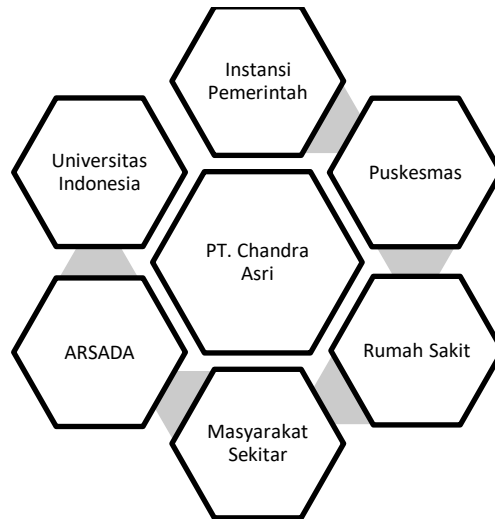 Instansi
Pemerintah
Universitas
Indonesia
Puskesmas
PT. Chandra
Asri
ARSADA
Rumah Sakit
Masyarakat
Sekitar